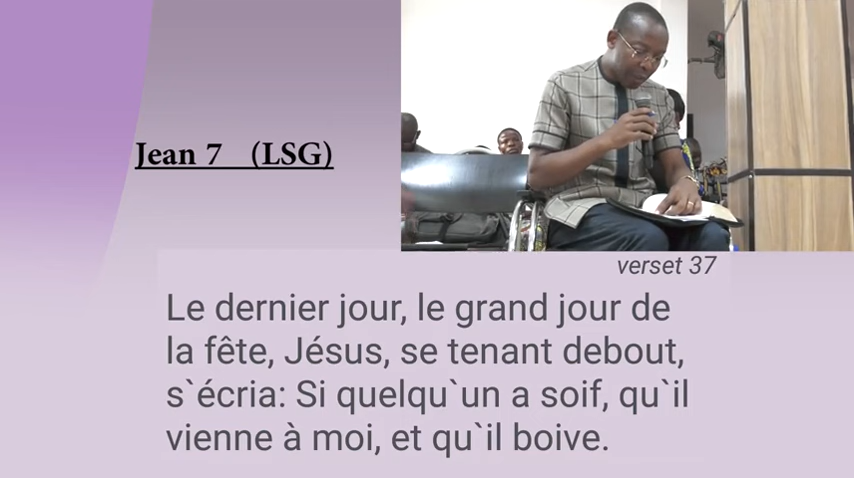 Jean 7 (LSG)
verset 37
Le dernier jour, le grand jour de
la fête, Jésus, se tenant debout,
s`écria: Si quelqu`un a soif, qu`il
vienne à moi, et qu`il boive.